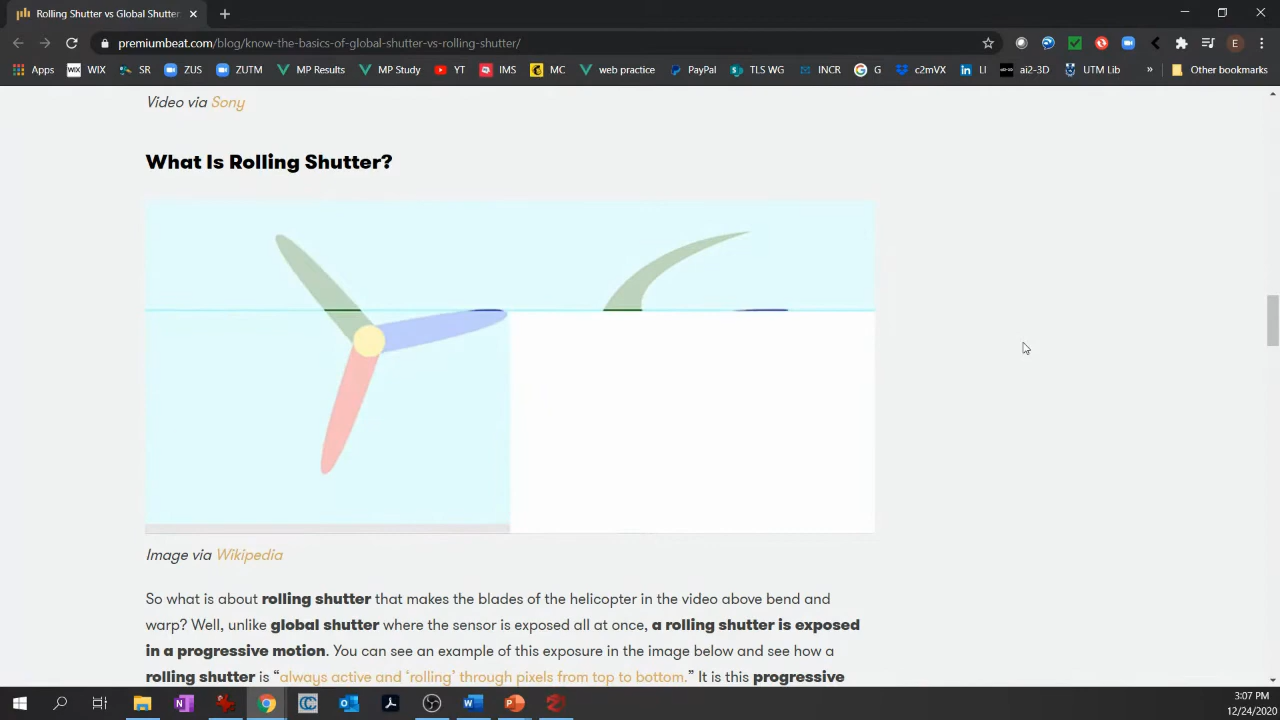 Rolling Shutter vs Global Shutter
premiumbeat.com/blog/know-the-basics-of-global-shutter-vs-rolling-shutter/
E
Apps WIX WIX SR ZUS ZUTM MP Results MP Study YT IMS MC web practice PayPal TLS WG INCR G c2mVX LI ai2-3D UTM Lib » Other bookmarks
Video via Sony
What Is Rolling Shutter?
Image via Wikipedia
So what is about rolling shutter that makes the blades of the helicopter in the video above bend and
warp? Well, unlike global shutter where the sensor is exposed all at once, a rolling shutter is exposed
in a progressive motion. You can see an example of this exposure in the image below and see how a
rolling shutter is “always active and ‘rolling’ through pixels from top to bottom.” It is this progressive
3:07 PM
12/24/2020